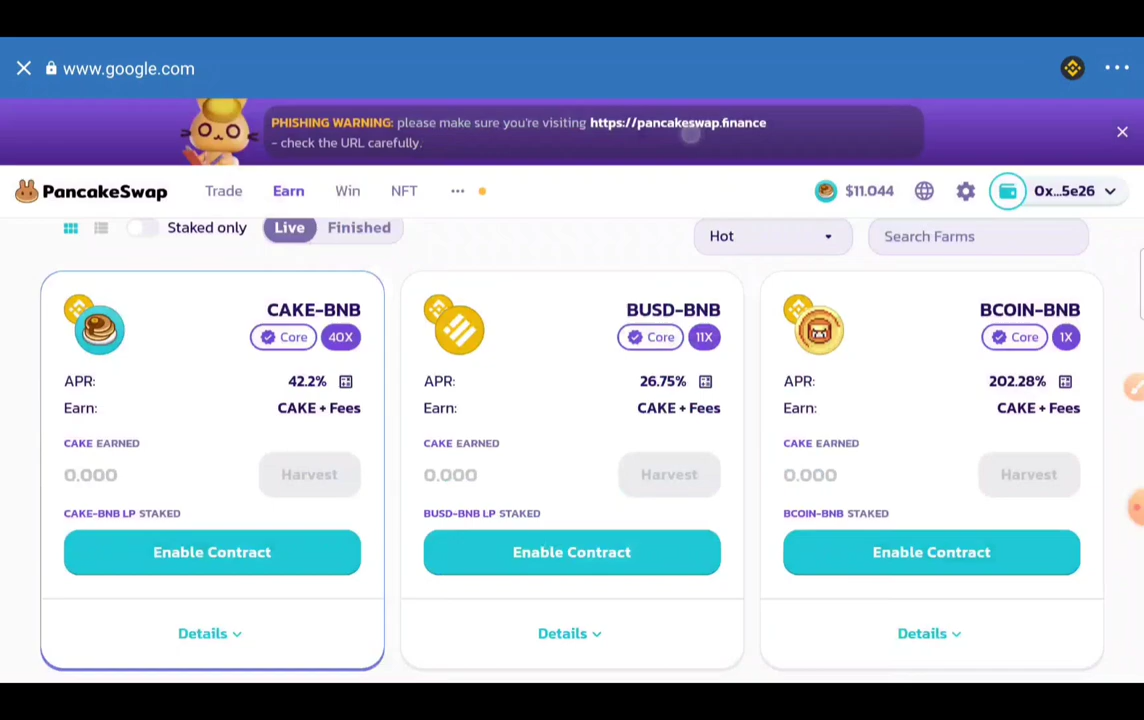 www.google.com
PHISHING WARNING: please make sure you're visiting https://pancakeswap.finance
- check the URL carefully.
PancakeSwap Trade Earn Win NFT $11.044 0x...5e26
Staked only Live Finished Hot Search Farms
CAKE-BNB BUSD-BNB BCOIN-BNB
Core 40X Core 11X Core 1X
APR: 42.2% APR: 26.75% APR: 202.28%
Earn: CAKE + Fees Earn: CAKE + Fees Earn: CAKE + Fees
CAKE EARNED CAKE EARNED CAKE EARNED
0.000 Harvest 0.000 Harvest 0.000 Harvest
CAKE-BNB LP STAKED BUSD-BNB LP STAKED BCOIN-BNB STAKED
Enable Contract Enable Contract Enable Contract
Details Details Details